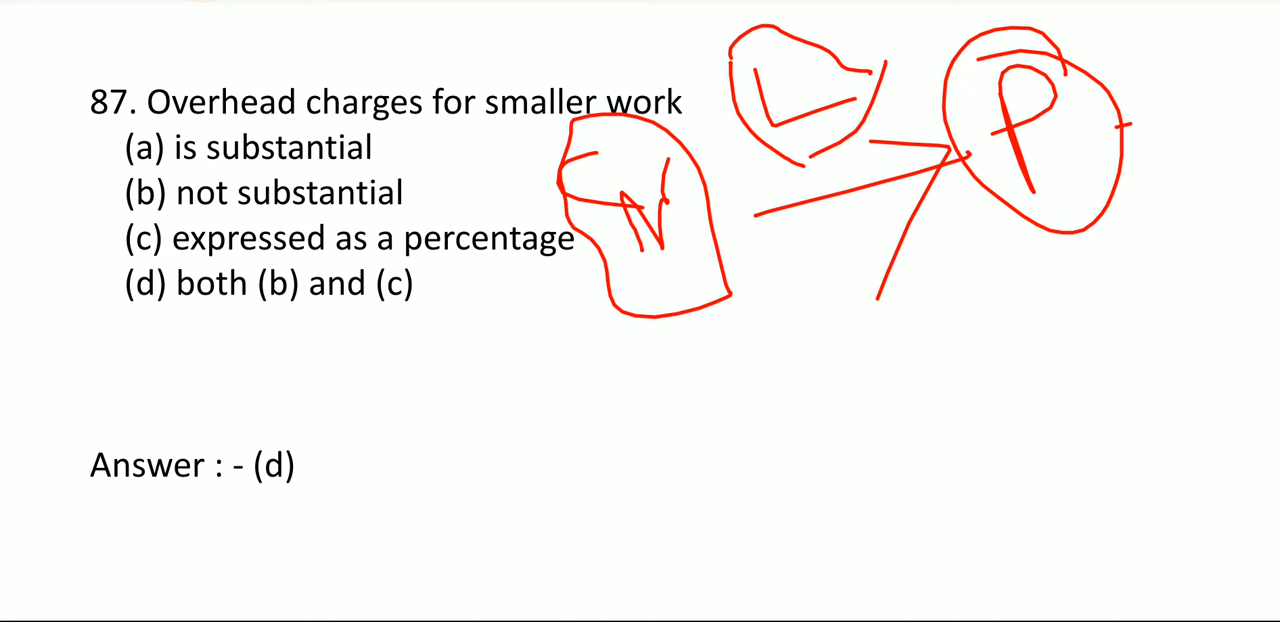 87. Overhead charges for smaller work
(a) is substantial
(b) not substantial
(c) expressed as a percentage
(d) both (b) and (c)
L
N
P
Answer : - (d)